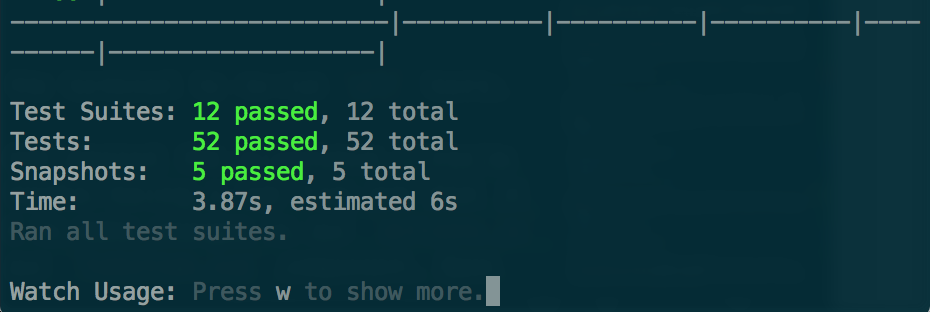 -----------------------------|----------|----------|----------|----
------|-------------------|
Test Suites: 12 passed, 12 total
Tests:       52 passed, 52 total
Snapshots:   5 passed, 5 total
Time:        3.87s, estimated 6s
Ran all test suites.
Watch Usage: Press w to show more.